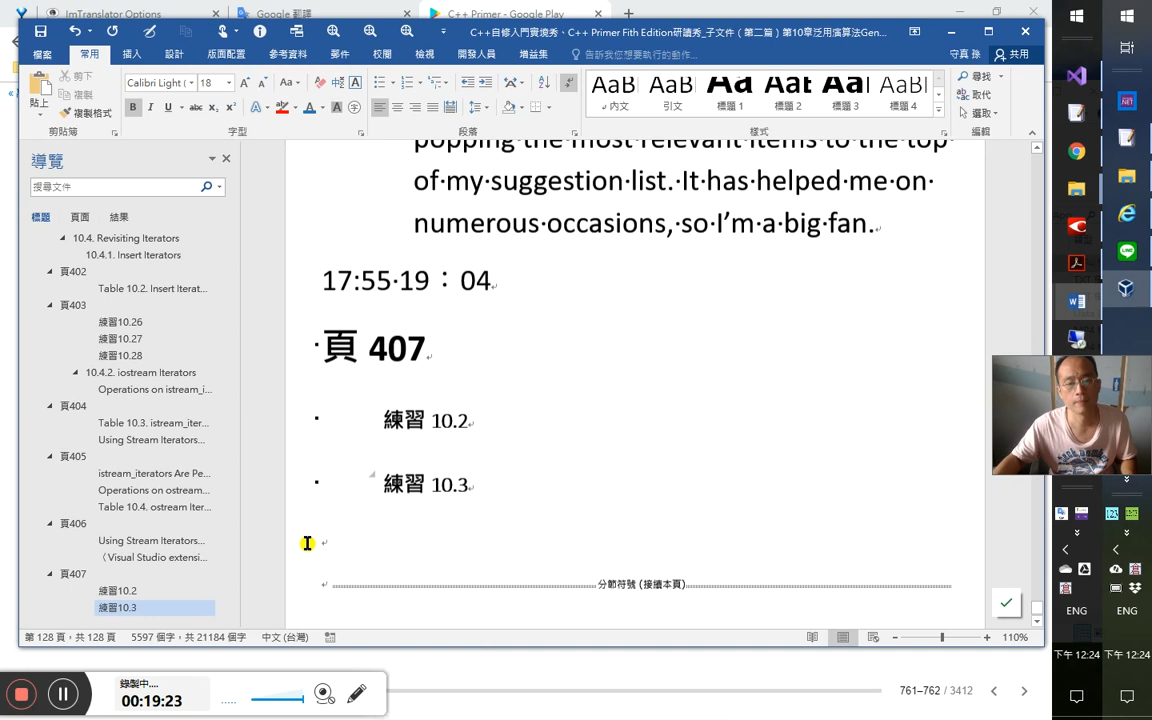 ImTranslator Options
Google 翻譯
C++ Primer - Google Play
C++自修入門實境秀、C++ Primer Fith Edition研讀秀_子文件（第二篇）第10章泛用演算法Gen...
檔案
常用
插入
設計
版面配置
參考資料
郵件
校閱
檢視
開發人員
增益集
告訴我您想要執行的動作...
守真 孫
共用
貼上
剪下
複製
複製格式
剪貼簿
Calibri Light (
18
字型
段落
AaB 內文
AaB 引文
Aa 標題 1
Aat 標題 2
Aal 標題 3
AaBl 標題 4
樣式
尋找
取代
選取
編輯
導覽
搜尋文件
標題
頁面
結果
10.4. Revisiting Iterators
10.4.1. Insert Iterators
頁402
Table 10.2. Insert Iterat...
頁403
練習10.26
練習10.27
練習10.28
10.4.2. iostream Iterators
Operations on istream_i...
頁404
Table 10.3. istream_iter...
Using Stream Iterators...
頁405
istream_iterators Are Pe...
Operations on ostream...
Table 10.4. ostream Iter...
頁406
Using Stream Iterators...
（Visual Studio extensi...
頁407
練習10.2
練習10.3
popping·the·most·relevant·items·to·the·top·
of·my·suggestion·list.·It·has·helped·me·on·
numerous·occasions,·so·I'm·a·big·fan.
17:55·19：04
頁 407
練習 10.2
練習 10.3
分節符號 (接續本頁)
第 128 頁，共 128 頁
5597 個字，共 21184 個字
中文 (台灣)
110%
錄製中....
00:19:23
761–762 / 3412
ENG
ENG
下午 12:24
下午 12:24